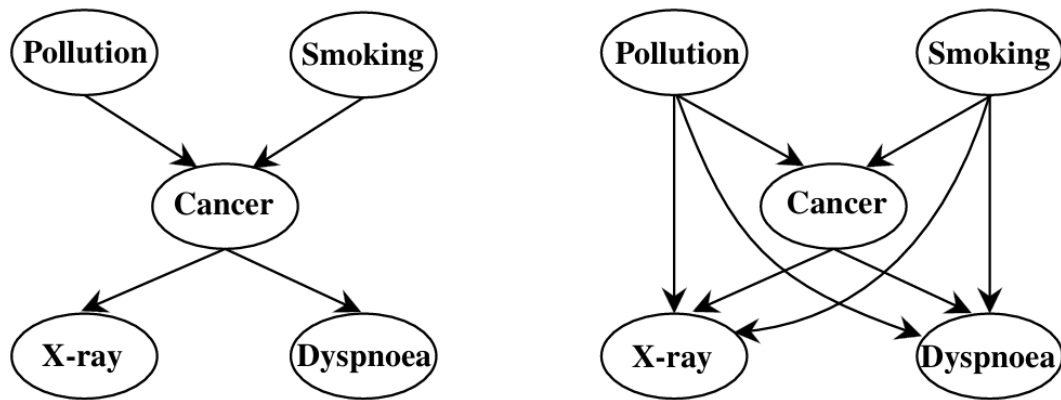 Pollution Smoking Pollution Smoking
Cancer Cancer
X-ray Dyspnoea X-ray Dyspnoea